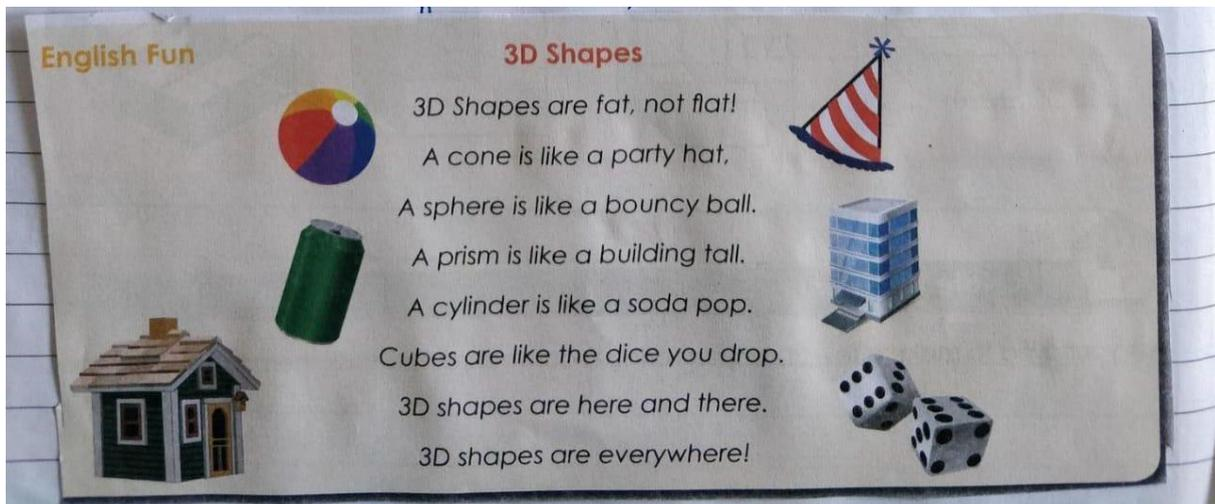 English Fun
3D Shapes
3D Shapes are fat, not flat!
A cone is like a party hat,
A sphere is like a bouncy ball.
A prism is like a building tall.
A cylinder is like a soda pop.
Cubes are like the dice you drop.
3D shapes are here and there.
3D shapes are everywhere!